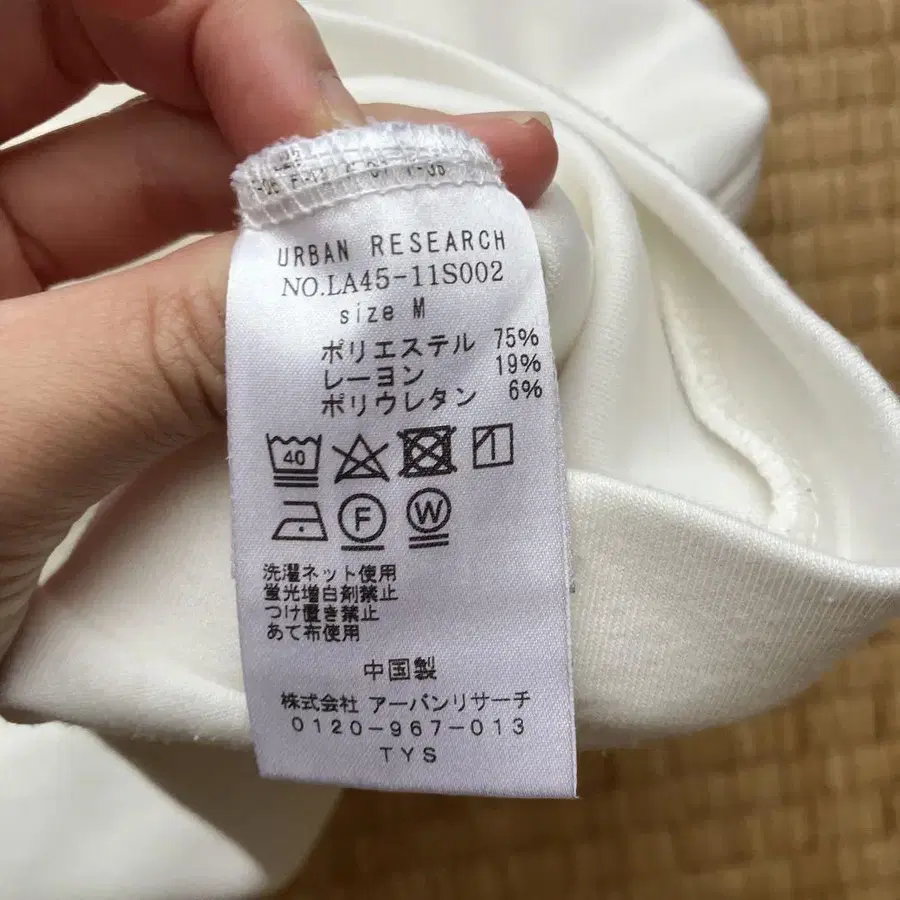 URBAN RESEARCH
NO.LA45-11S002
size M
ポリエステル 75%
レーヨン 19%
ポリウレタン 6%
40
F W
洗濯ネット使用
蛍光増白剤禁止
つけ置き禁止
あて布使用
中国製
株式会社 アーバンリサーチ
0120-967-013
TYS